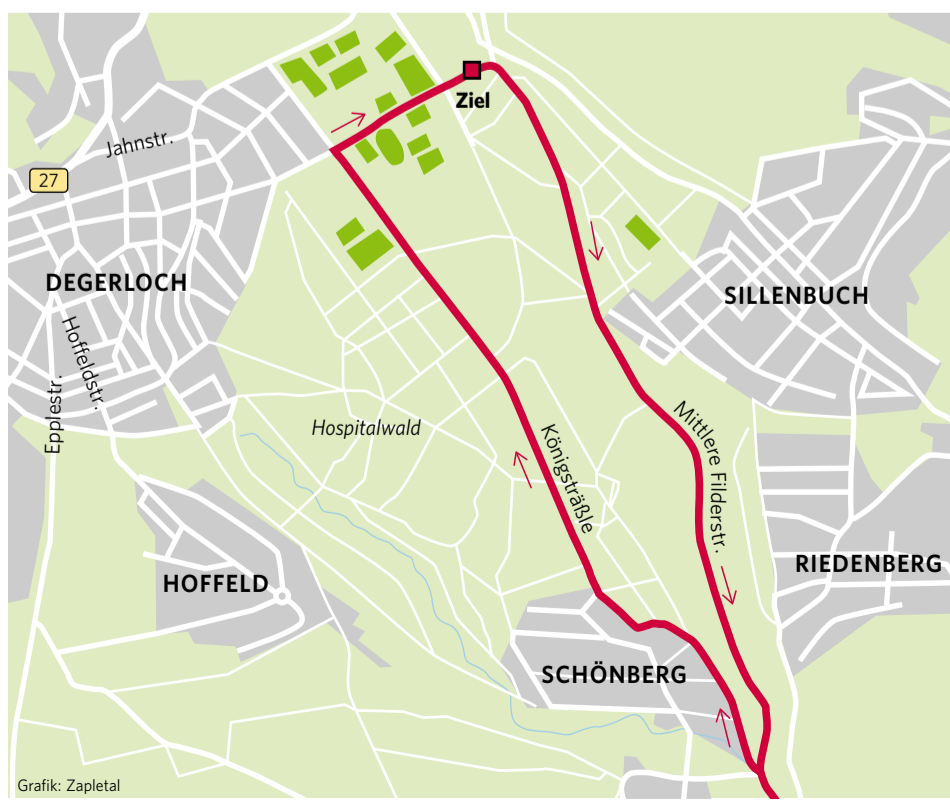 Ziel
Jahnstr.
27
DEGERLOCH
SILLENBUCH
Hoffeldstr.
Epplestr.
Hospitalwald
Königsträßle
Mittlere Filderstr.
HOFFELD
RIEDENBERG
SCHÖNBERG
Grafik: Zapletal